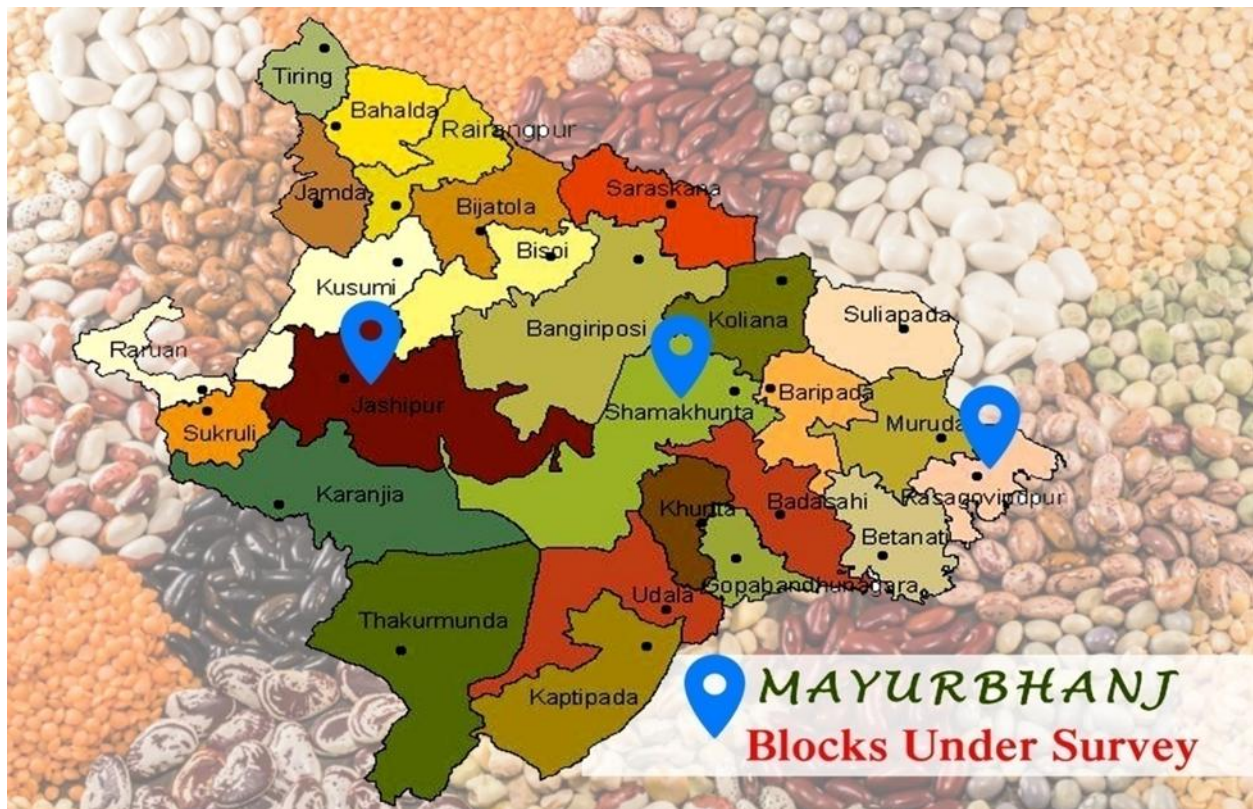 Tiring
Bahalda
Rairangpur
Jamda
Bijatola
Saraskana
Bisoi
Kusumi
Bangiriposi
Koliana
Suliapada
Raruan
Jashipur
Shamakhunta
Baripada
Muruda
Sukruli
Karanjia
Khunta
Badasahi
Rasagovindpur
Betanati
Gopabandhunagara
Udala
Thakurmunda
Kaptipada
MAYURBHANJ
Blocks Under Survey